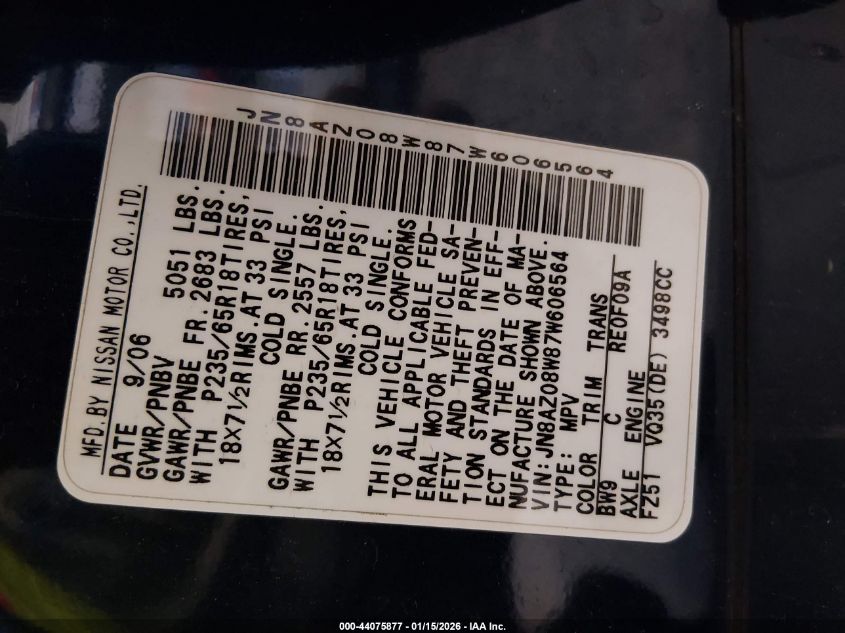 MFD.BY NISSAN MOTOR CO.,LTD.
DATE 9/06
GVWR/PNBV 5051 LBS.
GAWR/PNBE FR.2683 LBS.
WITH P235/65R18TIRES,
18X7½RIMS.AT 33 PSI
COLD SINGLE.
GAWR/PNBE RR.2557 LBS.
WITH P235/65R18TIRES,
18X7½RIMS.AT 33 PSI
COLD SINGLE.
THIS VEHICLE CONFORMS
TO ALL APPLICABLE FED-
ERAL MOTOR VEHICLE SA-
FETY AND THEFT PREVEN-
TION STANDARDS IN EFF-
ECT ON THE DATE OF MA-
NUFACTURE SHOWN ABOVE.
VIN:JN8AZ08W87W606564
TYPE: MPV
COLOR TRIM TRANS
BW9 C RE0F09A
AXLE ENGINE
FZ51 VQ35(DE) 3498CC
JN8AZ08W87W606564
000-44075877 - 01/15/2026 - IAA Inc.